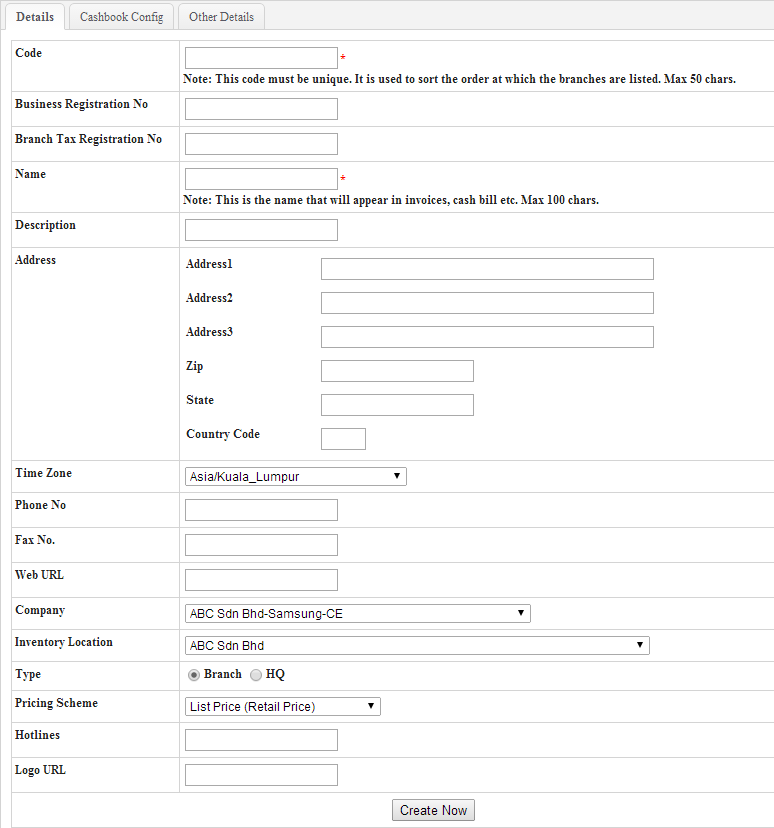 Details Cashbook Config Other Details
Code *
Note: This code must be unique. It is used to sort the order at which the branches are listed. Max 50 chars.
Business Registration No
Branch Tax Registration No
Name *
Note: This is the name that will appear in invoices, cash bill etc. Max 100 chars.
Description
Address Address1
Address2
Address3
Zip
State
Country Code
Time Zone Asia/Kuala_Lumpur
Phone No
Fax No.
Web URL
Company ABC Sdn Bhd-Samsung-CE
Inventory Location ABC Sdn Bhd
Type Branch HQ
Pricing Scheme List Price (Retail Price)
Hotlines
Logo URL
Create Now